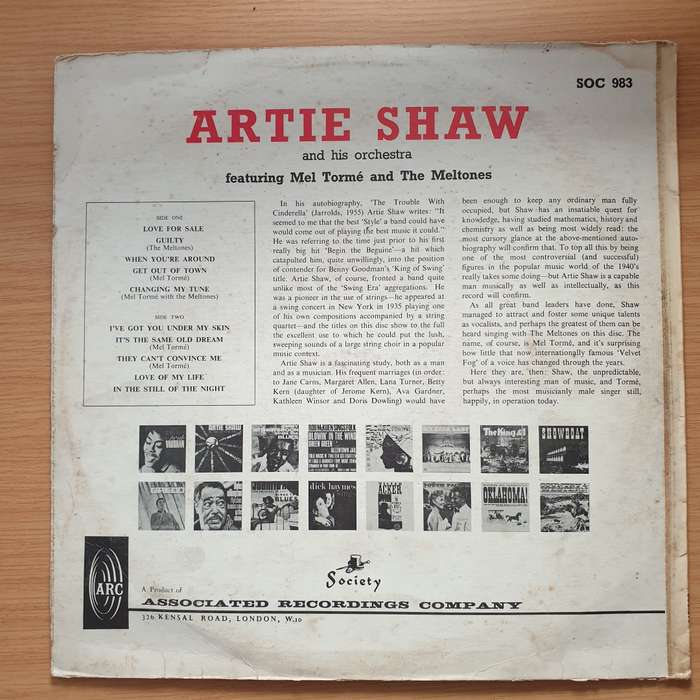 SOC 983
ARTIE SHAW
and his orchestra
featuring Mel Tormé and The Meltones
SIDE ONE
LOVE FOR SALE
GUILTY
(The Meltones)
WHEN YOU'RE AROUND
GET OUT OF TOWN
(Mel Tormé)
CHANGING MY TUNE
(Mel Tormé with the Meltones)
SIDE TWO
I'VE GOT YOU UNDER MY SKIN
IT'S THE SAME OLD DREAM
(Mel Tormé)
THEY CAN'T CONVINCE ME
(Mel Tormé)
LOVE OF MY LIFE
IN THE STILL OF THE NIGHT
In his autobiography, 'The Trouble With
Cinderella' (Jarrolds, 1955) Artie Shaw writes: "It
seemed to me that the best 'Style' a band could have
would come out of playing the best music it could."
He was referring to the time just prior to his first
really big hit 'Begin the Beguine'—a hit which
catapulted him, quite unwillingly, into the position
of contender for Benny Goodman's 'King of Swing'
title. Artie Shaw, of course, fronted a band quite
unlike most of the 'Swing Era' aggregations. He
was a pioneer in the use of strings—he appeared at
a swing concert in New York in 1935 playing one
of his own compositions accompanied by a string
quartet—and the titles on this disc show to the full
the excellent use to which he could put the lush,
sweeping sounds of a large string choir in a popular
music context.
Artie Shaw is a fascinating study, both as a man
and as a musician. His frequent marriages (in order:
to Jane Carns, Margaret Allen, Lana Turner, Betty
Kern (daughter of Jerome Kern), Ava Gardner,
Kathleen Winsor and Doris Dowling) would have
been enough to keep any ordinary man fully
occupied, but Shaw has an insatiable quest for
knowledge, having studied mathematics, history and
chemistry as well as being most widely read: the
most cursory glance at the above-mentioned auto-
biography will confirm that. To top all this by being
one of the most controversial (and successful)
figures in the popular music world of the 1940's
really takes some doing—but Artie Shaw is a capable
man musically as well as intellectually, as this
record will confirm.
As all great band leaders have done, Shaw
managed to attract and foster some unique talents
as vocalists, and perhaps the greatest of them can be
heard singing with The Meltones on this disc. The
name, of course, is Mel Tormé, and it's surprising
how little that now internationally famous 'Velvet
Fog' of a voice has changed through the years.
Here they are, then: Shaw, the unpredictable,
but always interesting man of music, and Tormé,
perhaps the most musicianly male singer still,
happily, in operation today.
ARTIE SHAW
BLOWIN' IN THE WIND
The King & I
SHOWBOAT
dick haymes
ACKER
SOUTH PACIFIC
OKLAHOMA!
Society
ARC
A Product of
ASSOCIATED RECORDINGS COMPANY
326 KENSAL ROAD, LONDON, W.10